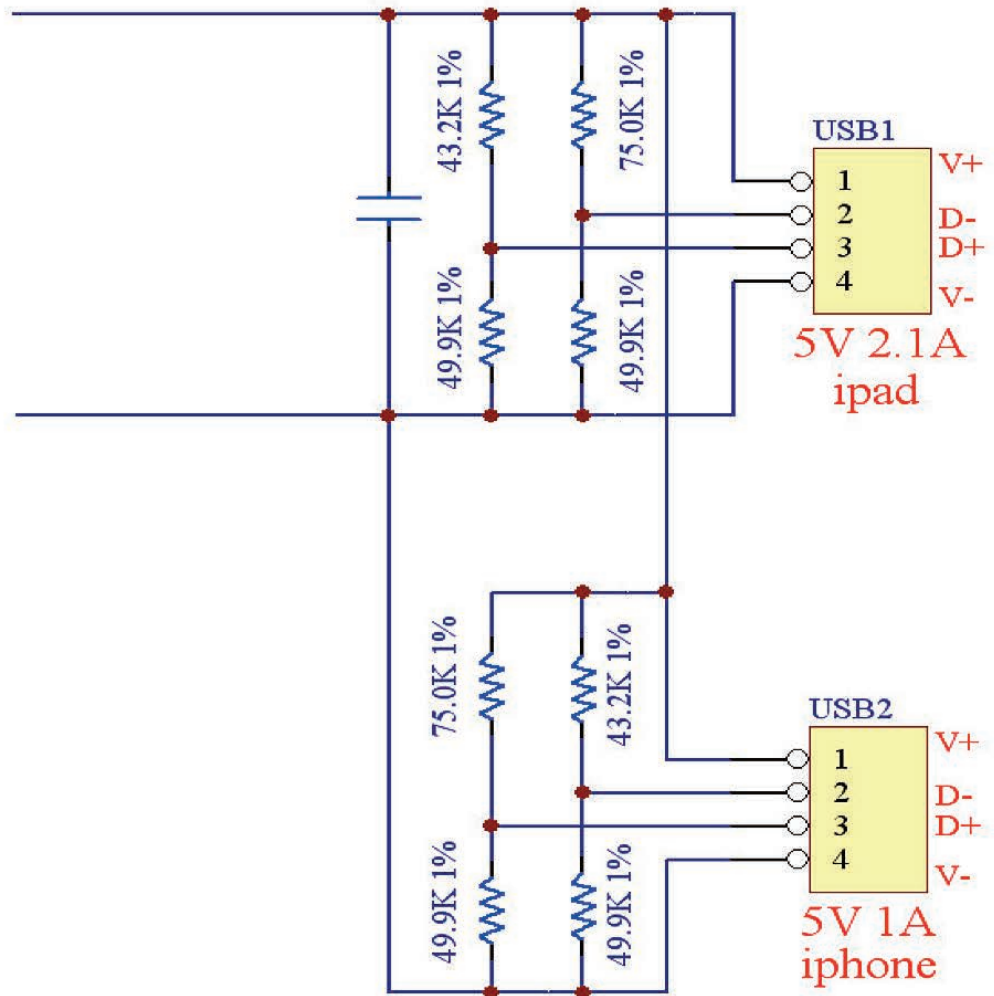 43.2K 1%
75.0K 1%
49.9K 1%
49.9K 1%
USB1
1
V+
2
D-
3
D+
4
V-
5V 2.1A
ipad
75.0K 1%
43.2K 1%
49.9K 1%
49.9K 1%
USB2
1
V+
2
D-
3
D+
4
V-
5V 1A
iphone